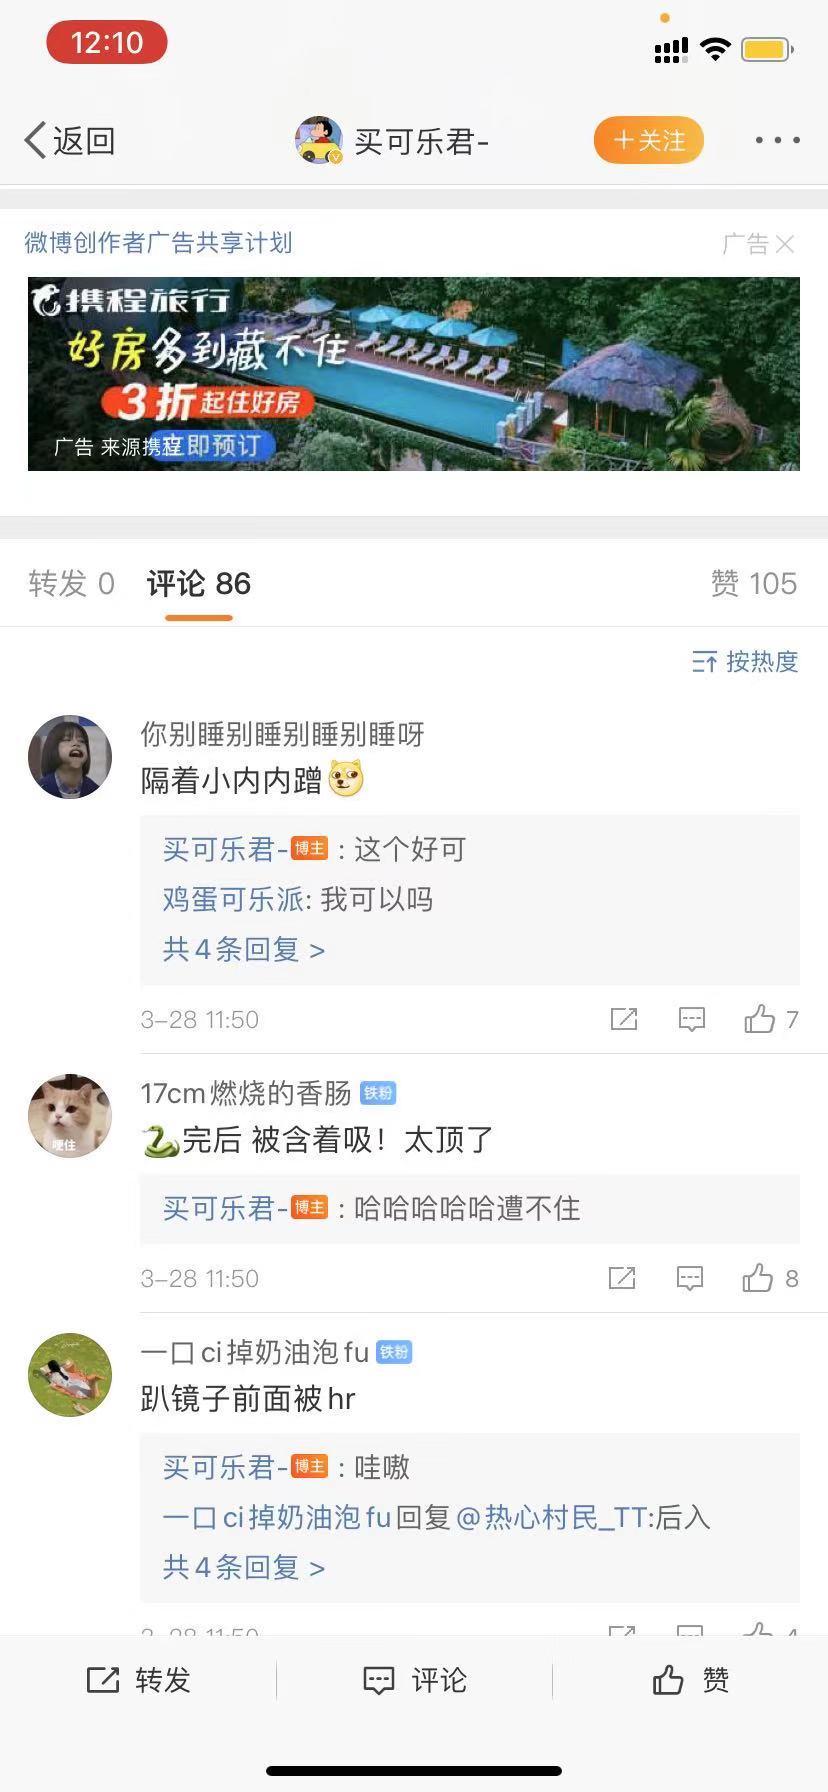 12:10
返回
买可乐君-
+关注
微博创作者广告共享计划
广告
携程旅行
好房多到藏不住
3折起住好房
广告 来源携程
立即预订
转发 0 评论 86 赞 105
按热度
你别睡别睡别睡别睡呀
隔着小内内蹭
买可乐君-博主:这个好可
鸡蛋可乐派: 我可以吗
共4条回复 >
3-28 11:50 7
哽住
17cm燃烧的香肠 铁粉
🐍完后 被含着吸！太顶了
买可乐君-博主:哈哈哈哈哈遭不住
3-28 11:50 8
一口ci掉奶油泡fu 铁粉
趴镜子前面被hr
买可乐君-博主:哇嗷
一口ci掉奶油泡fu回复@热心村民_TT:后入
共4条回复 >
3-28 11:50 4
转发 评论 赞